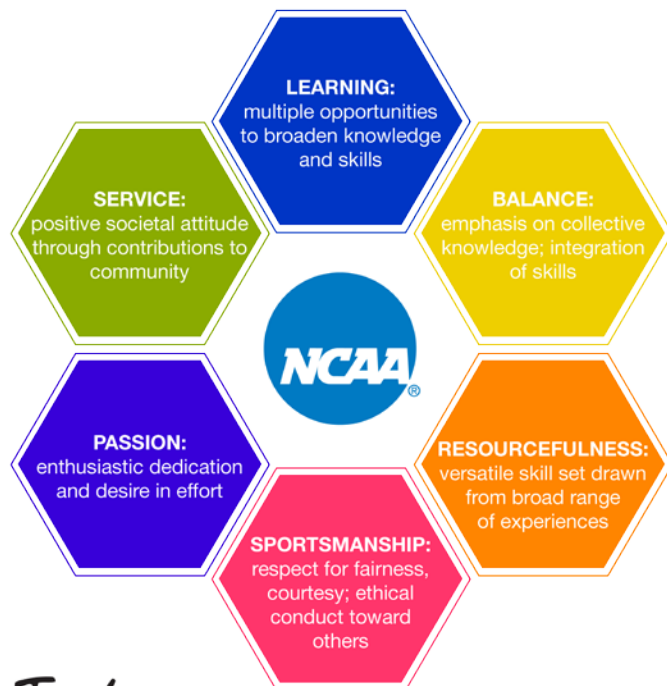 LEARNING:
multiple opportunities
to broaden knowledge
and skills
SERVICE:
positive societal attitude
through contributions to
community
BALANCE:
emphasis on collective
knowledge; integration
of skills
NCAA®
PASSION:
enthusiastic dedication
and desire in effort
RESOURCEFULNESS:
versatile skill set drawn
from broad range
of experiences
SPORTSMANSHIP:
respect for fairness,
courtesy; ethical
conduct toward
others